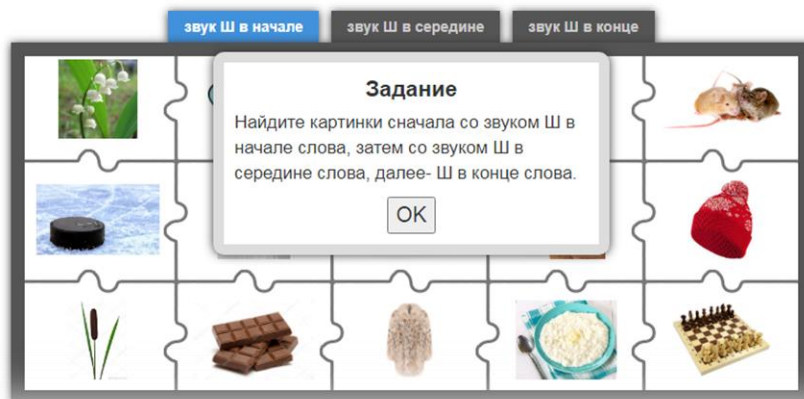 звук Ш в начале
звук Ш в середине
звук Ш в конце
Задание
Найдите картинки сначала со звуком Ш в
начале слова, затем со звуком Ш в
середине слова, далее- Ш в конце слова.
OK